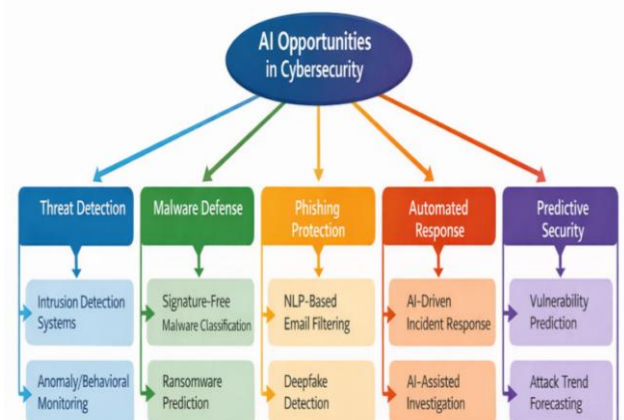 AI Opportunities
in Cybersecurity
Threat Detection
Malware Defense
Phishing
Protection
Automated
Response
Predictive
Security
Intrusion Detection
Systems
Signature-Free
Malware Classification
NLP-Based
Email Filtering
AI-Driven
Incident Response
Vulnerability
Prediction
Anomaly/Behavioral
Monitoring
Ransomware
Prediction
Deepfake
Detection
AI-Assisted
Investigation
Attack Trend
Forecasting